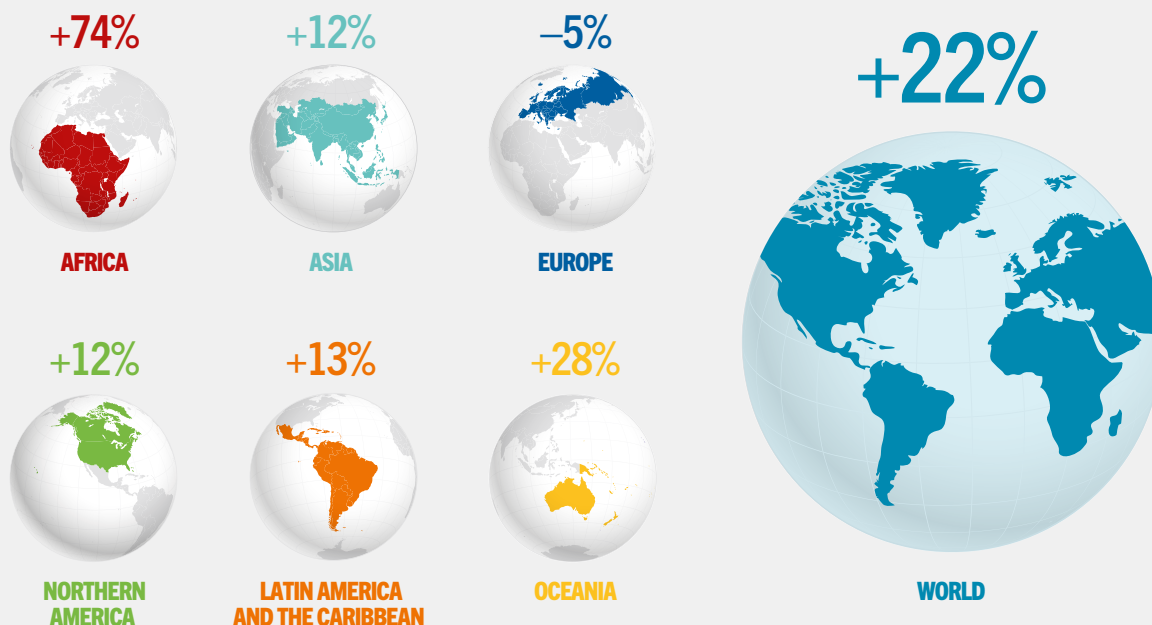 +74%
AFRICA
+12%
ASIA
–5%
EUROPE
+22%
WORLD
+12%
NORTHERN
AMERICA
+13%
LATIN AMERICA
AND THE CARIBBEAN
+28%
OCEANIA